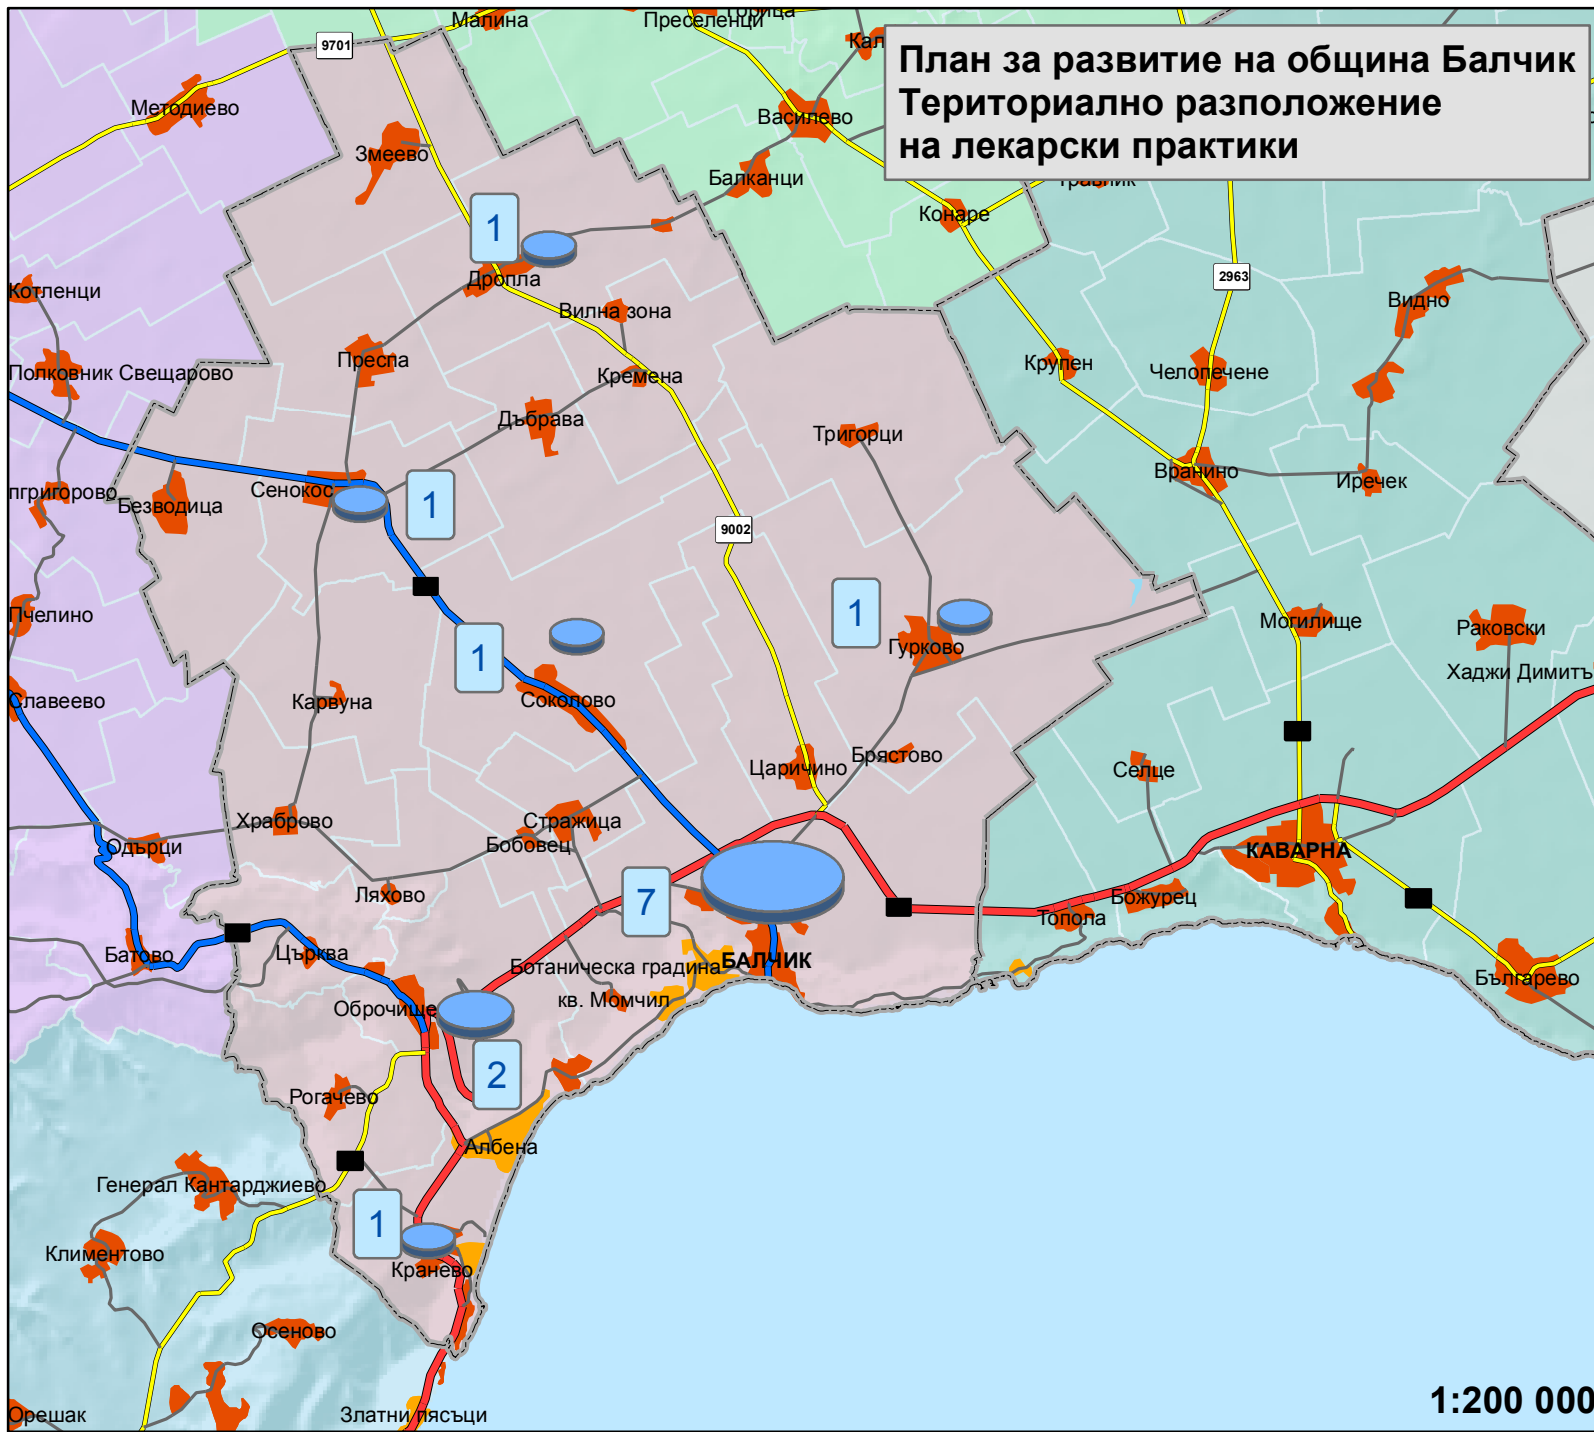 План за развитие на община Балчик
Териториално разположение
на лекарски практики
Малина
Преселенци
9701
Методиево
Василево
Змеево
Балканци
Конаре
1
Дропла
Котленци
Вилна зона
2963
Видно
Преспа
Полковник Свещарово
Кремена
Крупен
Челопечене
Дъбрава
Тригорци
Вранино
Иречек
Сенокос
1
Безводица
9002
Пчелино
1
Гурково
Могилище
Раковски
1
Хаджи Димитъ
Славеево
Карвуна
Соколово
Царичино
Брястово
Селце
Храброво
Стражица
Бобовец
Одърци
КАВАРНА
Ляхово
7
Божурец
Топола
Батово
Църква
Ботаническа градина
БАЛЧИК
Българево
кв. Момчил
Оброчище
2
Рогачево
Албена
Генерал Кантарджиево
1
Климентово
Кранево
Осеново
Орешак
Златни пясъци
1:200 000